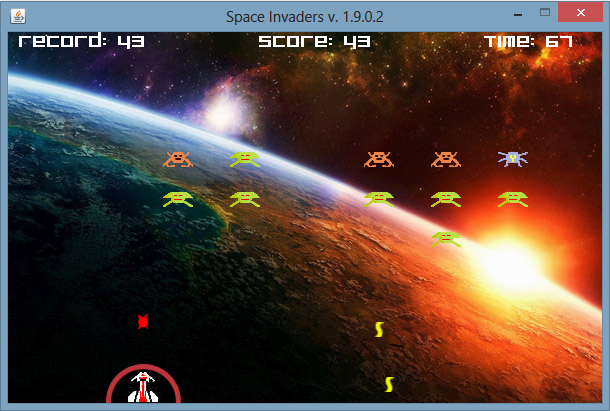 Space Invaders v. 1.9.0.2
record: 43 score: 43 Time: 67